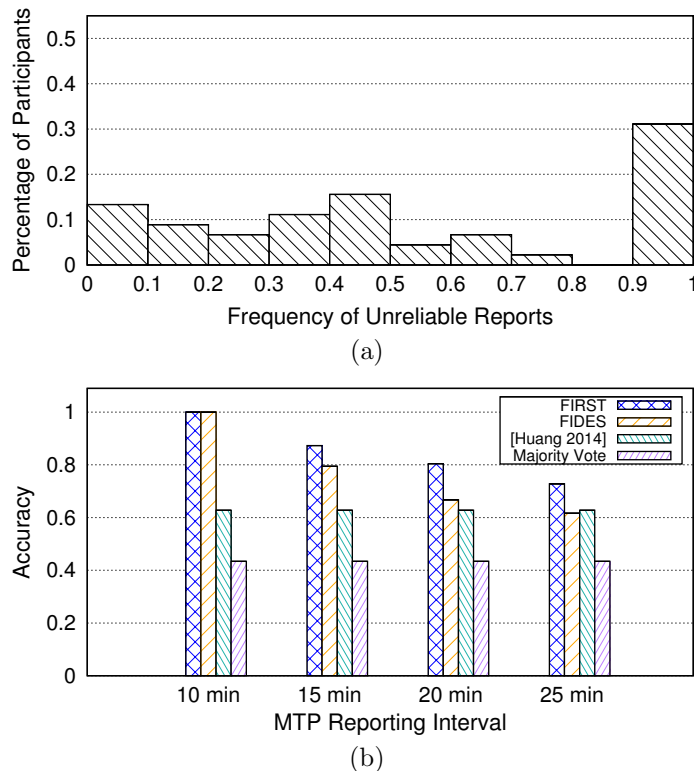 Percentage of Participants
0.5
0.4
0.3
0.2
0.1
0
0 0.1 0.2 0.3 0.4 0.5 0.6 0.7 0.8 0.9 1
Frequency of Unreliable Reports
(a)
Accuracy
1
0.8
0.6
0.4
0.2
0
FIRST
FIDES
[Huang 2014]
Majority Vote
10 min 15 min 20 min 25 min
MTP Reporting Interval
(b)